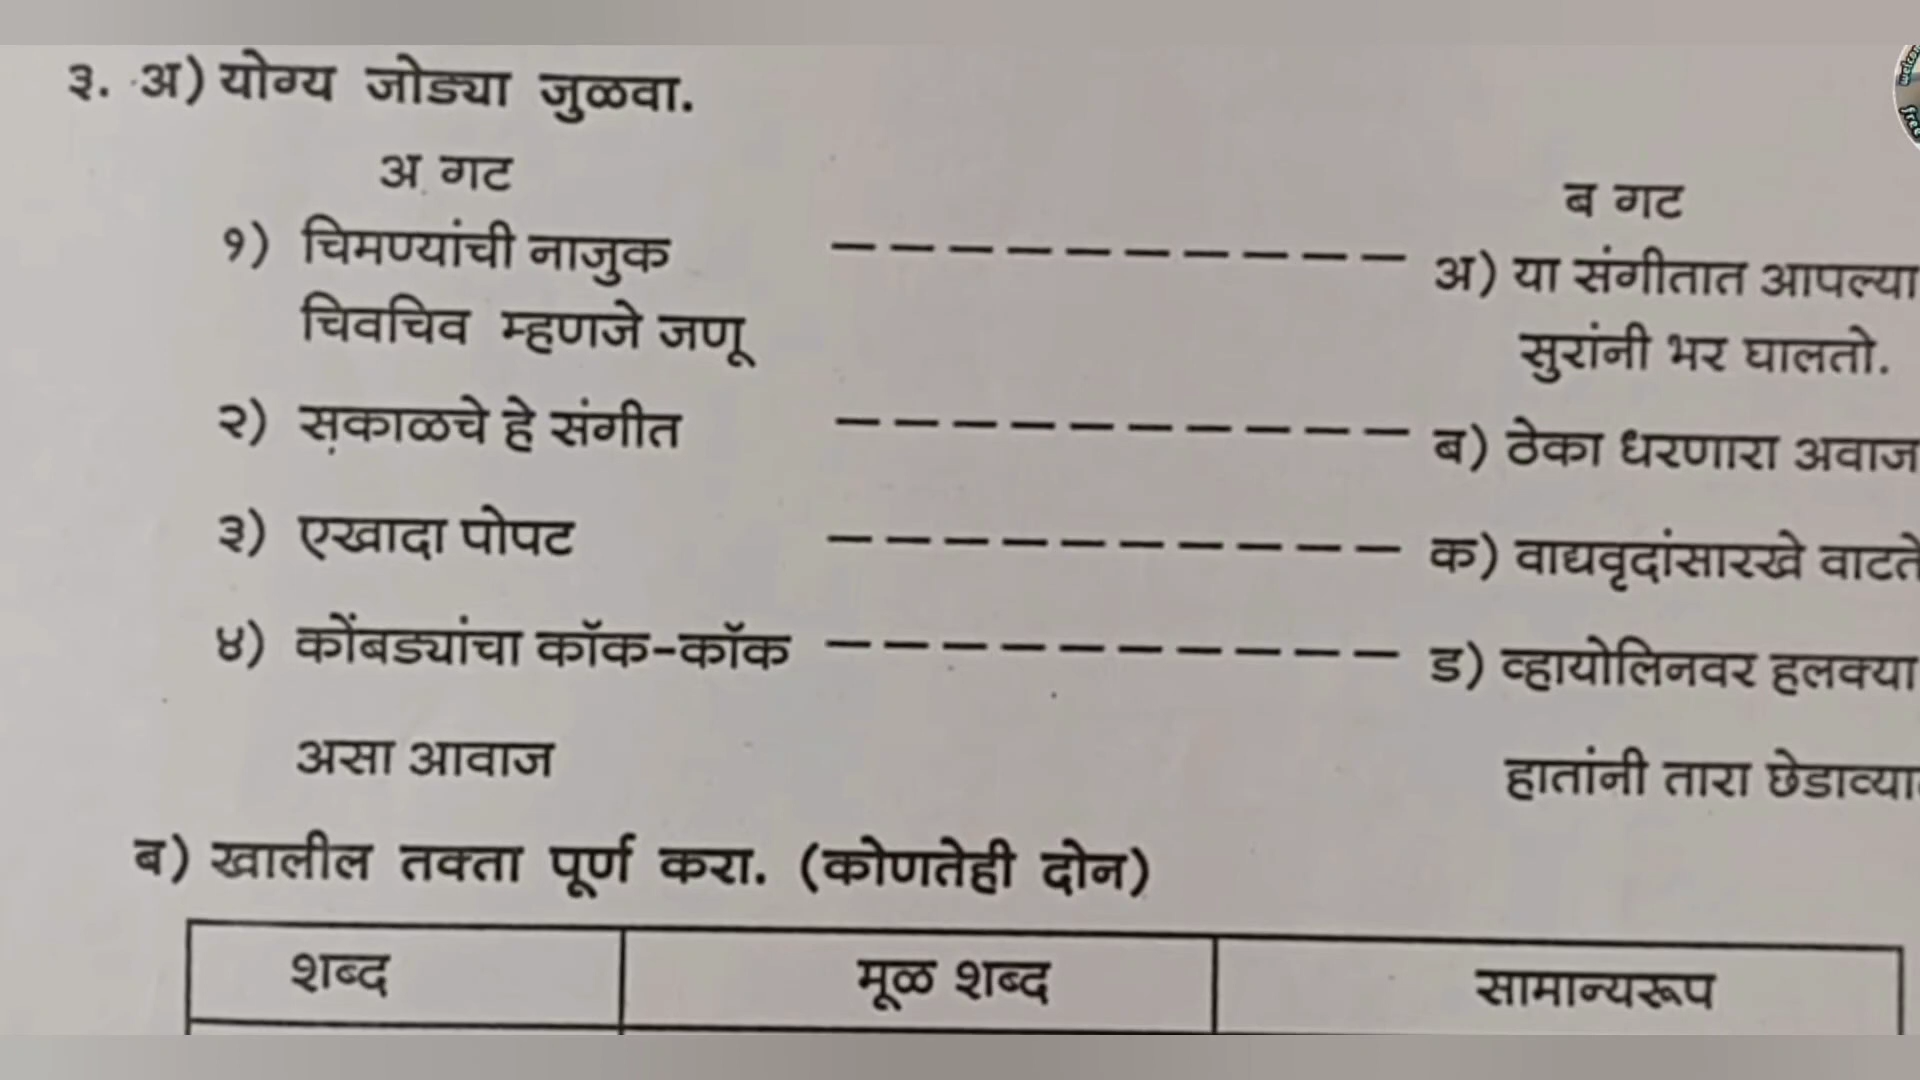 ३. अ) योग्य जोड्या जुळवा.
अ गट ब गट
१) चिमण्यांची नाजुक ---------- अ) या संगीतात आपल्या
चिवचिव म्हणजे जणू सुरांनी भर घालतो.
२) सकाळचे हे संगीत ---------- ब) ठेका धरणारा अवाज
३) एखादा पोपट ---------- क) वाद्यवृदांसारखे वाटते
४) कोंबड्यांचा कॉक-कॉक ---------- ड) व्हायोलिनवर हलक्या
असा आवाज हातांनी तारा छेडाव्या
ब) खालील तक्ता पूर्ण करा. (कोणतेही दोन)
शब्द मूळ शब्द सामान्यरूप